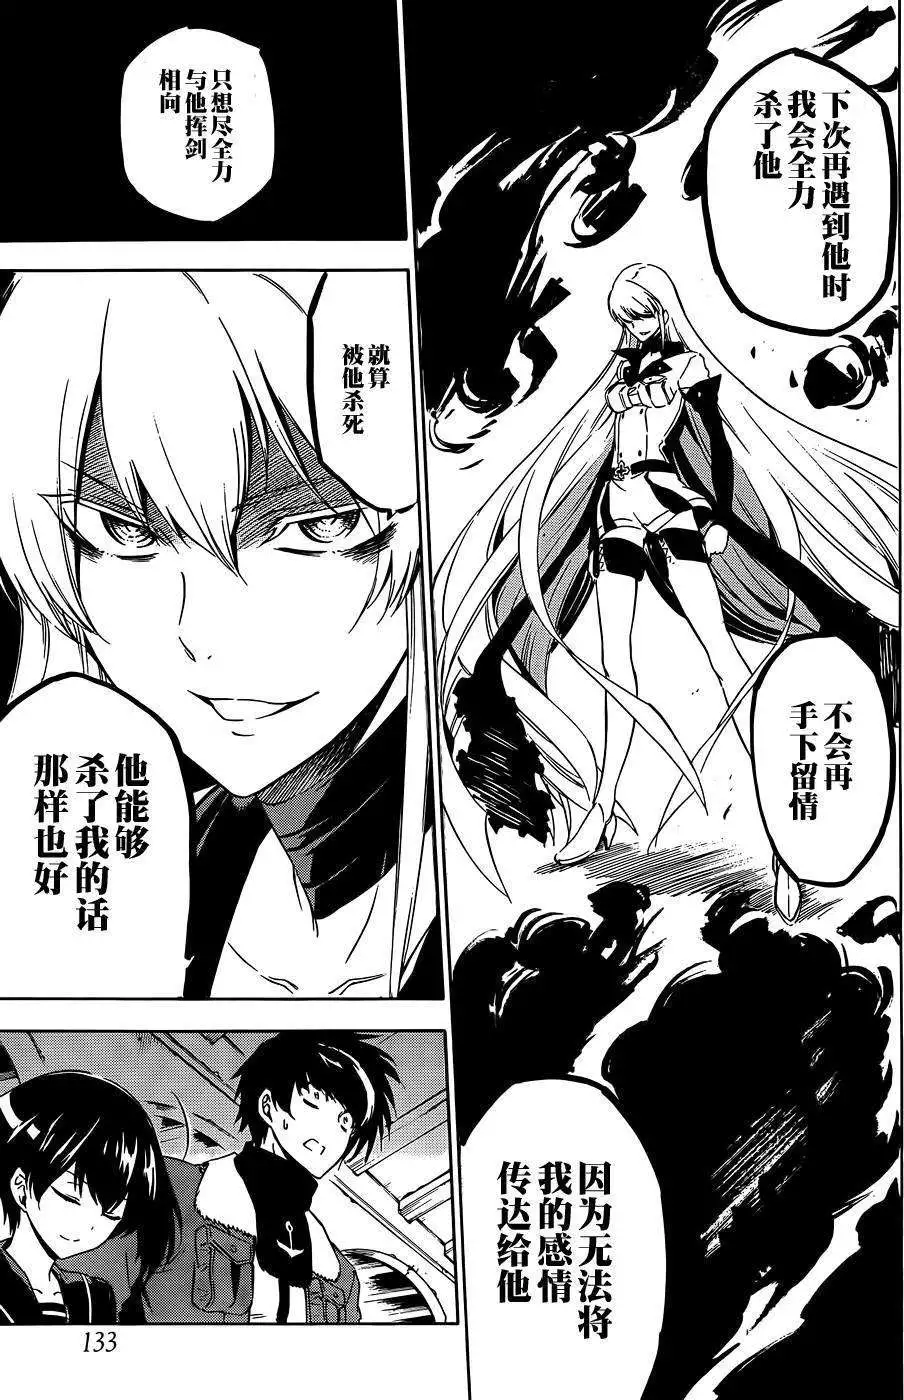 下次再遇到他时
我会全力
杀了他
不会再
手下留情
因为无法将
我的感情
传达给他
只想尽全力
与他挥剑
相向
就算
被他杀死
他能够
杀了我的话
那样也好
133